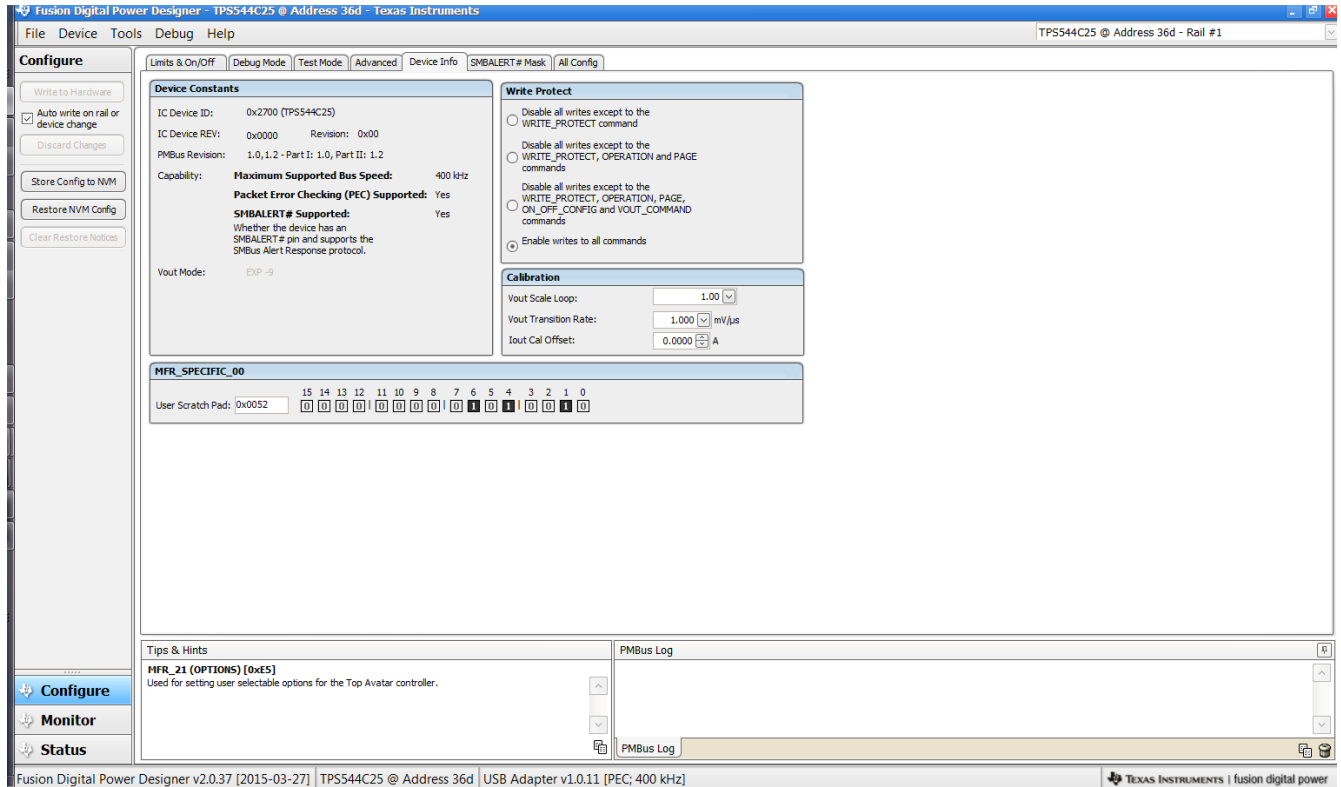 Fusion Digital Power Designer - TPS544C25 @ Address 36d - Texas Instruments
File Device Tools Debug Help
TPS544C25 @ Address 36d - Rail #1
Configure
Write to Hardware
Auto write on rail or
device change
Discard Changes
Store Config to NVM
Restore NVM Config
Clear Restore Notices
Limits & On/Off Debug Mode Test Mode Advanced Device Info SMBALERT# Mask All Config
Device Constants
IC Device ID: 0x2700 (TPS544C25)
IC Device REV: 0x0000 Revision: 0x00
PMBus Revision: 1.0,1.2 - Part I: 1.0, Part II: 1.2
Capability: Maximum Supported Bus Speed: 400 kHz
Packet Error Checking (PEC) Supported: Yes
SMBALERT# Supported: Yes
Whether the device has an
SMBALERT# pin and supports the
SMBus Alert Response protocol.
Vout Mode: EXP -9
Write Protect
Disable all writes except to the
WRITE_PROTECT command
Disable all writes except to the
WRITE_PROTECT, OPERATION and PAGE
commands
Disable all writes except to the
WRITE_PROTECT, OPERATION, PAGE,
ON_OFF_CONFIG and VOUT_COMMAND
commands
Enable writes to all commands
Calibration
Vout Scale Loop: 1.00
Vout Transition Rate: 1.000 mV/µs
Iout Cal Offset: 0.0000 A
MFR_SPECIFIC_00
15 14 13 12 11 10 9 8 7 6 5 4 3 2 1 0
User Scratch Pad: 0x0052 0 0 0 0 0 0 0 0 0 1 0 1 0 0 1 0
Tips & Hints
MFR_21 (OPTIONS) [0xE5]
Used for setting user selectable options for the Top Avatar controller.
PMBus Log
PMBus Log
Configure
Monitor
Status
Fusion Digital Power Designer v2.0.37 [2015-03-27] TPS544C25 @ Address 36d USB Adapter v1.0.11 [PEC; 400 kHz]
TEXAS INSTRUMENTS | fusion digital power